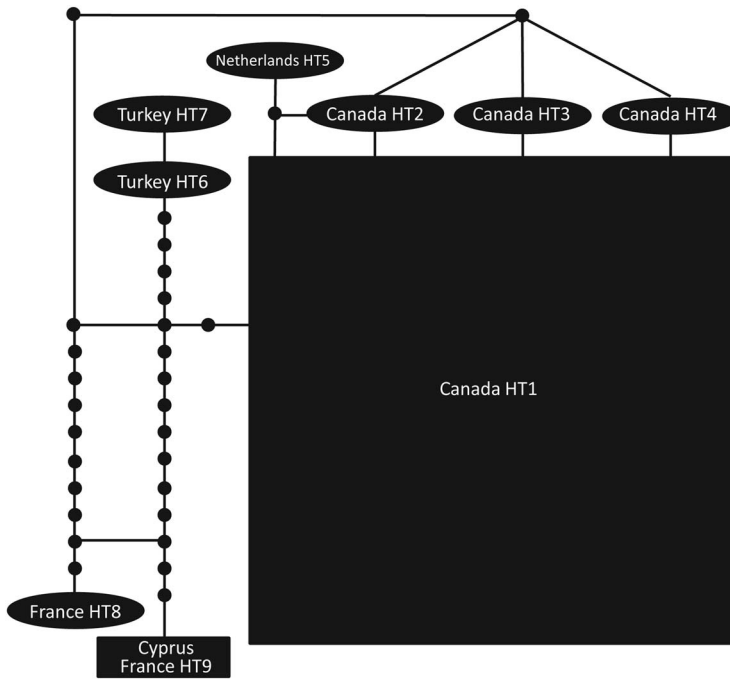 Netherlands HT5
Turkey HT7
Canada HT2
Canada HT3
Canada HT4
Turkey HT6
Canada HT1
France HT8
Cyprus
France HT9